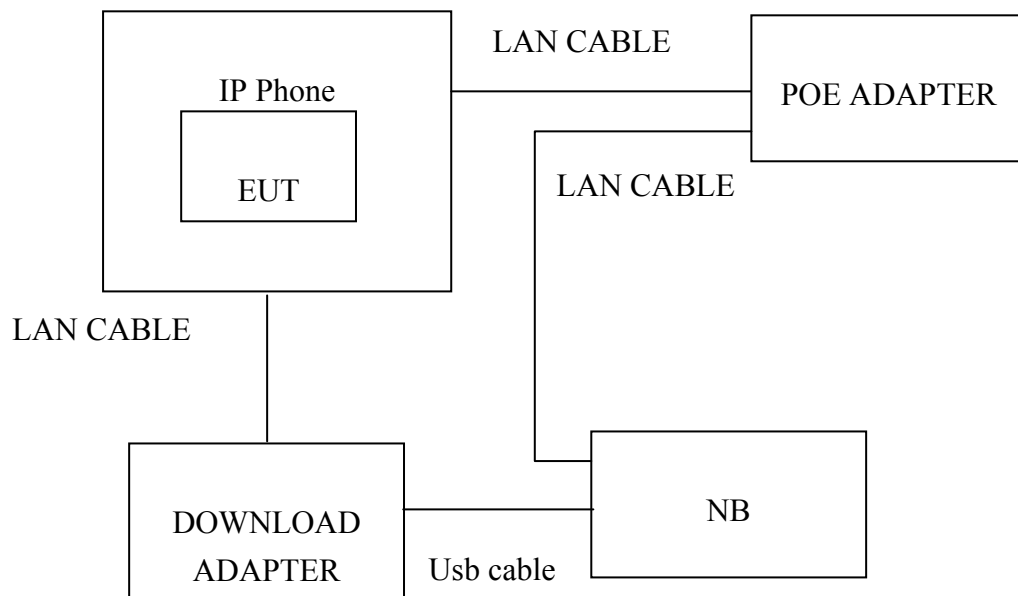 LAN CABLE
IP Phone
POE ADAPTER
EUT
LAN CABLE
LAN CABLE
NB
DOWNLOAD
ADAPTER
Usb cable